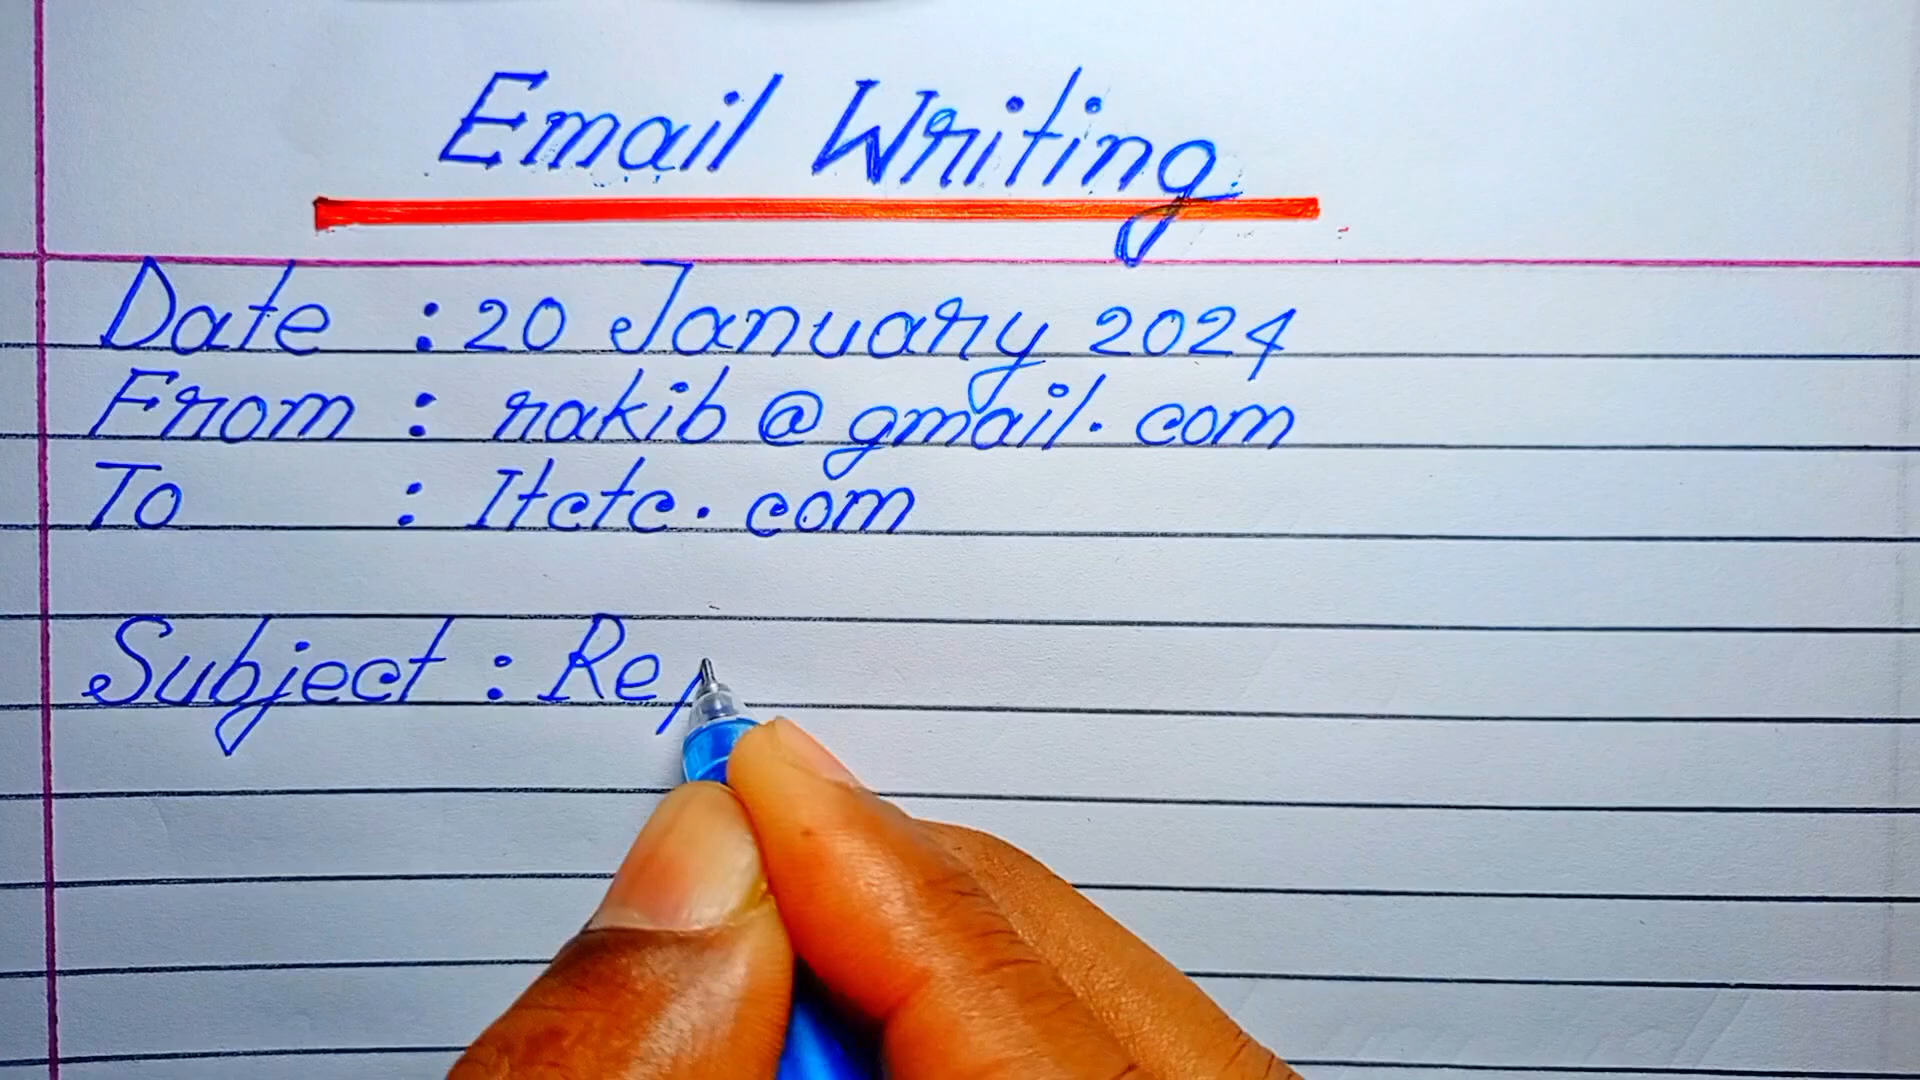 Email Writing
Date : 20 January 2024
From : rakib@gmail.com
To : Itctc.com
Subject : Re